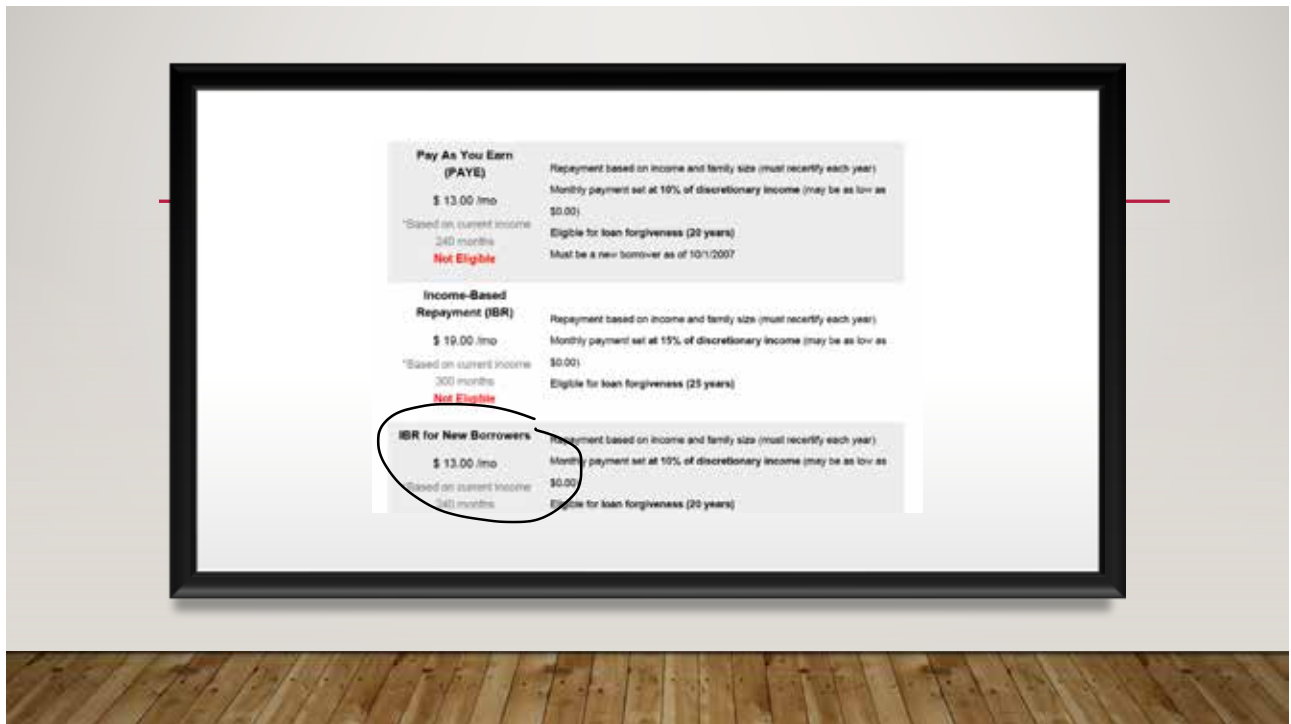 Pay As You Earn
(PAYE)
$ 13.00 /mo
*Based on current income
240 months
Not Eligible
Repayment based on income and family size (must recertify each year)
Monthly payment set at 10% of discretionary income (may be as low as
$0.00)
Eligible for loan forgiveness (20 years)
Must be a new borrower as of 10/1/2007
Income-Based
Repayment (IBR)
$ 19.00 /mo
*Based on current income
300 months
Not Eligible
Repayment based on income and family size (must recertify each year)
Monthly payment set at 15% of discretionary income (may be as low as
$0.00)
Eligible for loan forgiveness (25 years)
IBR for New Borrowers
$ 13.00 /mo
*Based on current income
240 months
Repayment based on income and family size (must recertify each year)
Monthly payment set at 10% of discretionary income (may be as low as
$0.00)
Eligible for loan forgiveness (20 years)